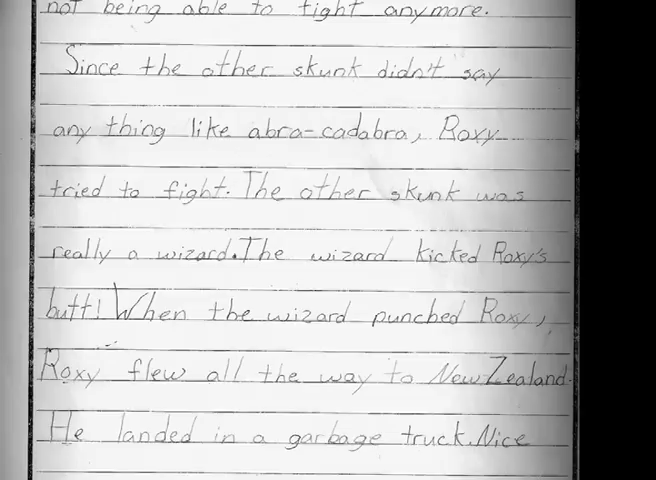 not being able to fight anymore.
Since the other skunk didn't say
any thing like abra-cadabra, Roxy
tried to fight. The other skunk was
really a wizard. The wizard kicked Roxy's
butt! When the wizard punched Roxy,
Roxy flew all the way to New Zealand.
He landed in a garbage truck. Nice